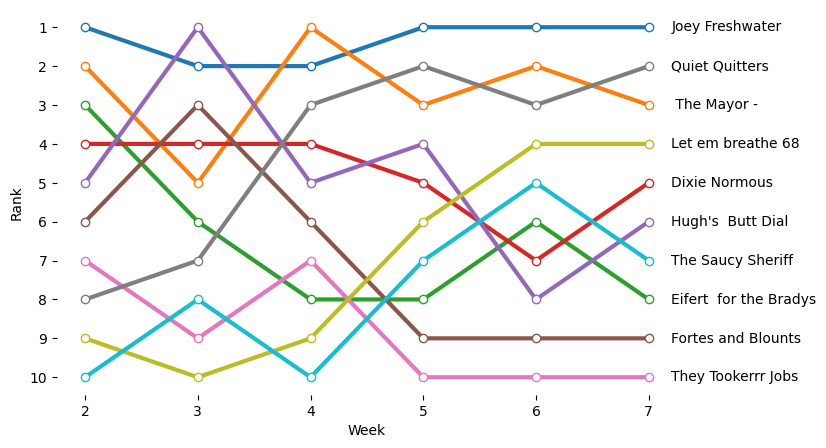 1 Joey Freshwater
2 Quiet Quitters
3 The Mayor -
4 Let em breathe 68
5 Dixie Normous
Rank
6 Hugh's  Butt Dial
7 The Saucy Sheriff
8 Eifert  for the Bradys
9 Fortes and Blounts
10 They Tookerrr Jobs
2 3 4 5 6 7
Week